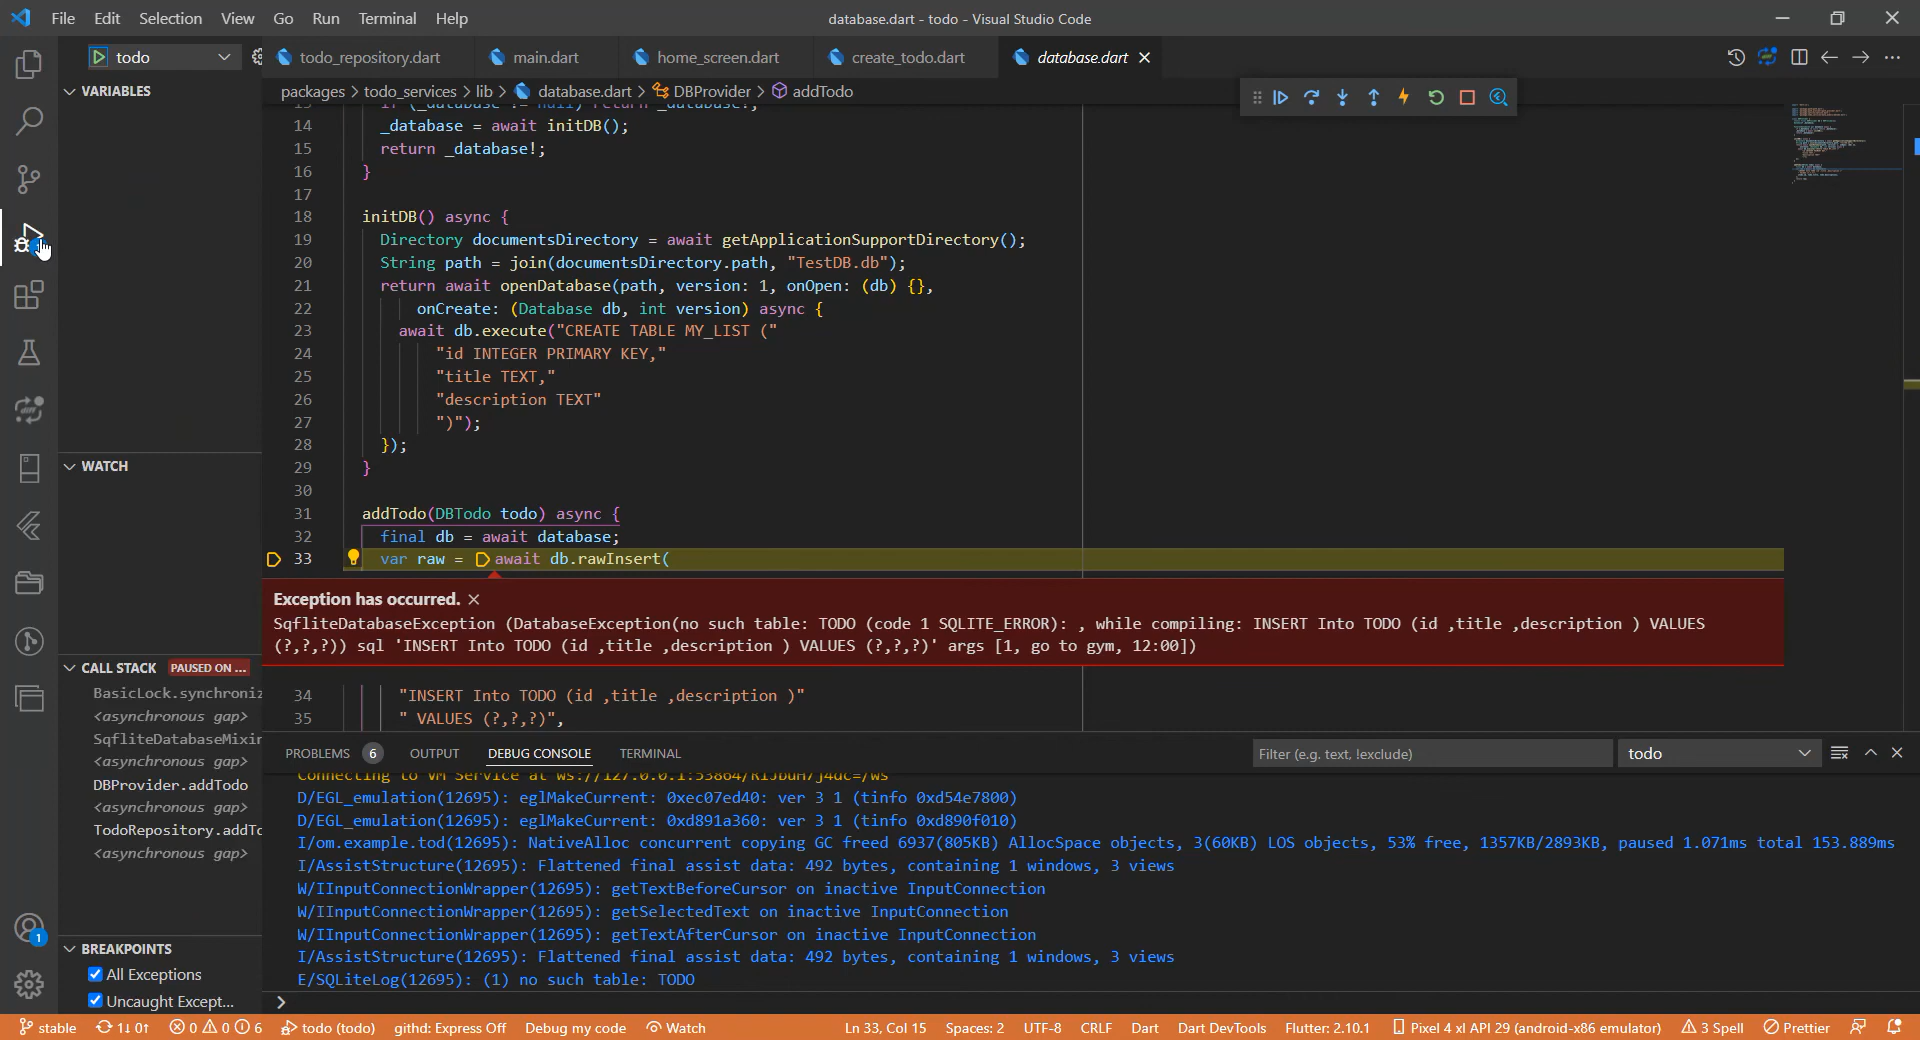 File Edit Selection View Go Run Terminal Help
database.dart - todo - Visual Studio Code
todo
todo_repository.dart
main.dart
home_screen.dart
create_todo.dart
database.dart
VARIABLES
packages > todo_services > lib > database.dart > DBProvider > addTodo
13 if (_database != null) return _database!;
14 _database = await initDB();
15 return _database!;
16 }
17
18 initDB() async {
19 Directory documentsDirectory = await getApplicationSupportDirectory();
20 String path = join(documentsDirectory.path, "TestDB.db");
21 return await openDatabase(path, version: 1, onOpen: (db) {},
22 onCreate: (Database db, int version) async {
23 await db.execute("CREATE TABLE MY_LIST ("
24 "id INTEGER PRIMARY KEY,"
25 "title TEXT,"
26 "description TEXT"
27 ")");
28 });
29 }
30
31 addTodo(DBTodo todo) async {
32 final db = await database;
33 var raw = await db.rawInsert(
Exception has occurred.
SqfliteDatabaseException (DatabaseException(no such table: TODO (code 1 SQLITE_ERROR): , while compiling: INSERT Into TODO (id ,title ,description ) VALUES
(?,?,?)) sql 'INSERT Into TODO (id ,title ,description ) VALUES (?,?,?)' args [1, go to gym, 12:00])
34 "INSERT Into TODO (id ,title ,description )"
35 " VALUES (?,?,?)",
WATCH
CALL STACK PAUSED ON ...
BasicLock.synchroniz
<asynchronous gap>
SqfliteDatabaseMixin
<asynchronous gap>
DBProvider.addTodo
<asynchronous gap>
TodoRepository.addTo
<asynchronous gap>
BREAKPOINTS
All Exceptions
Uncaught Except...
PROBLEMS 6 OUTPUT DEBUG CONSOLE TERMINAL
Filter (e.g. text, !exclude)
todo
Connecting to VM Service at
D/EGL_emulation(12695): eglMakeCurrent: 0xec07ed40: ver 3 1 (tinfo 0xd54e7800)
D/EGL_emulation(12695): eglMakeCurrent: 0xd891a360: ver 3 1 (tinfo 0xd890f010)
I/om.example.tod(12695): NativeAlloc concurrent copying GC freed 6937(805KB) AllocSpace objects, 3(60KB) LOS objects, 53% free, 1357KB/2893KB, paused 1.071ms total 153.889ms
I/AssistStructure(12695): Flattened final assist data: 492 bytes, containing 1 windows, 3 views
W/IInputConnectionWrapper(12695): getTextBeforeCursor on inactive InputConnection
W/IInputConnectionWrapper(12695): getSelectedText on inactive InputConnection
W/IInputConnectionWrapper(12695): getTextAfterCursor on inactive InputConnection
I/AssistStructure(12695): Flattened final assist data: 492 bytes, containing 1 windows, 3 views
E/SQLiteLog(12695): (1) no such table: TODO
>
1
stable 1↓ 0↑ 0 0 6 todo (todo) githd: Express Off Debug my code Watch Ln 33, Col 15 Spaces: 2 UTF-8 CRLF Dart Dart DevTools Flutter: 2.10.1 Pixel 4 xl API 29 (android-x86 emulator) 3 Spell Prettier